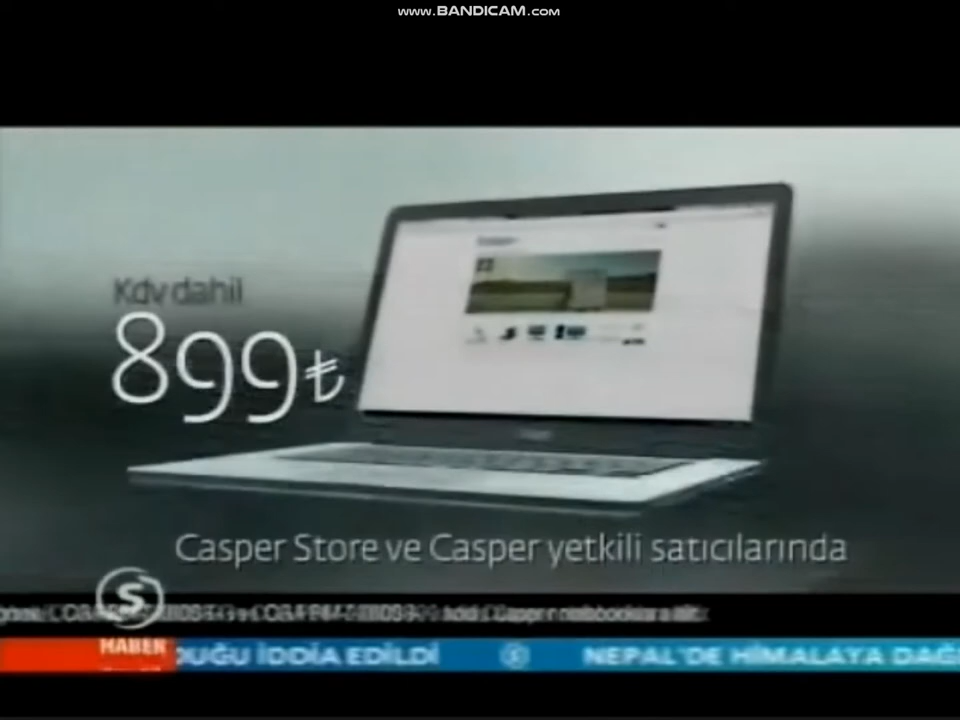 www.BANDICAM.com
Kdv dahil
899₺
Casper Store ve Casper yetkili satıcılarında
S
HABER
DUĞU İDDİA EDİLDİ S NEPAL'DE HİMALAYA DAĞ